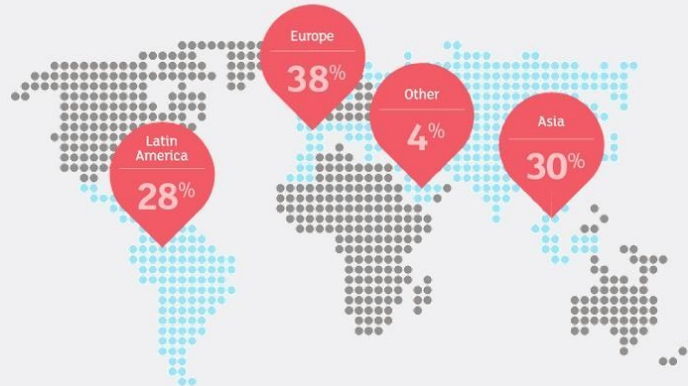 Europe
38%
Other
4%
Asia
30%
Latin
America
28%